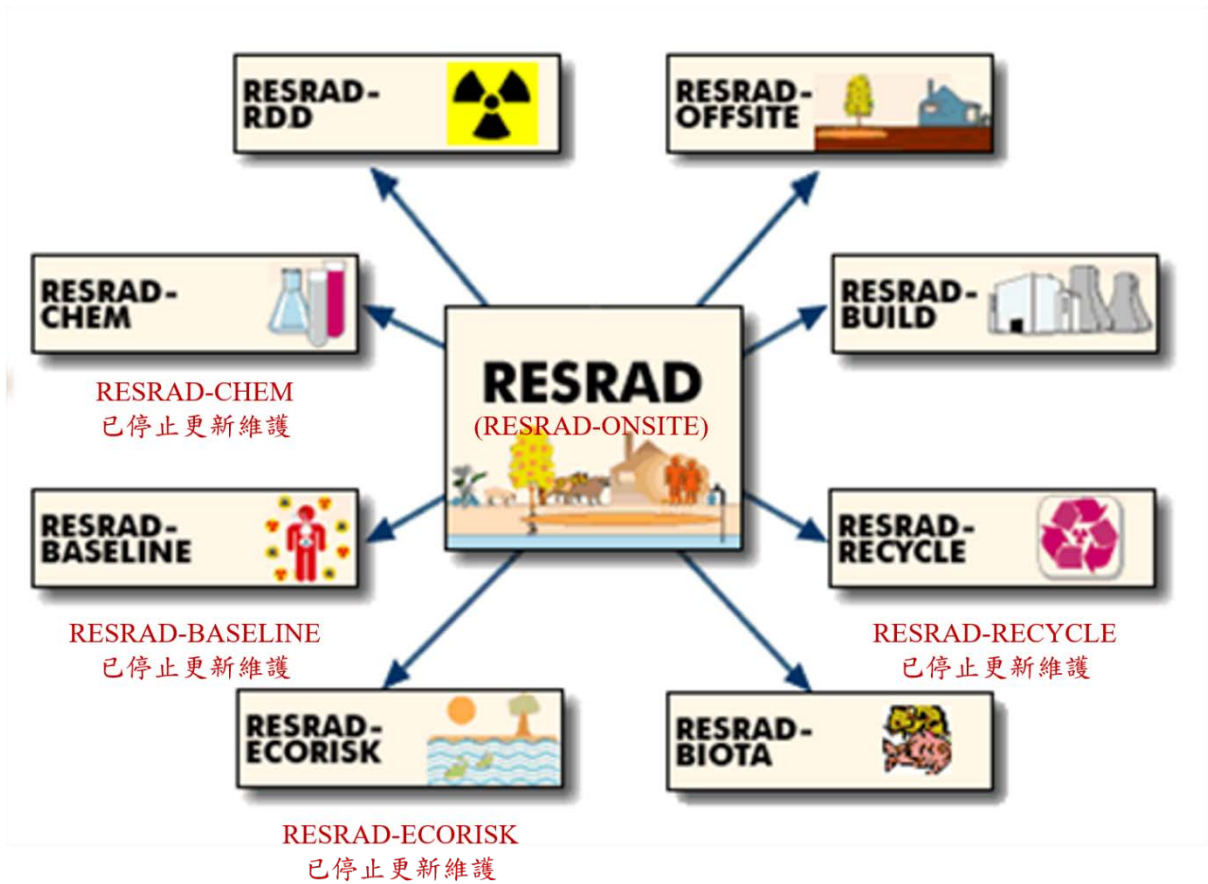 RESRAD-
RDD
RESRAD-
OFFSITE
RESRAD-
CHEM
RESRAD-CHEM
已停止更新維護
RESRAD
(RESRAD-ONSITE)
RESRAD-
BUILD
RESRAD-
BASELINE
RESRAD-BASELINE
已停止更新維護
RESRAD-
RECYCLE
RESRAD-RECYCLE
已停止更新維護
RESRAD-
ECORISK
RESRAD-ECORISK
已停止更新維護
RESRAD-
BIOTA